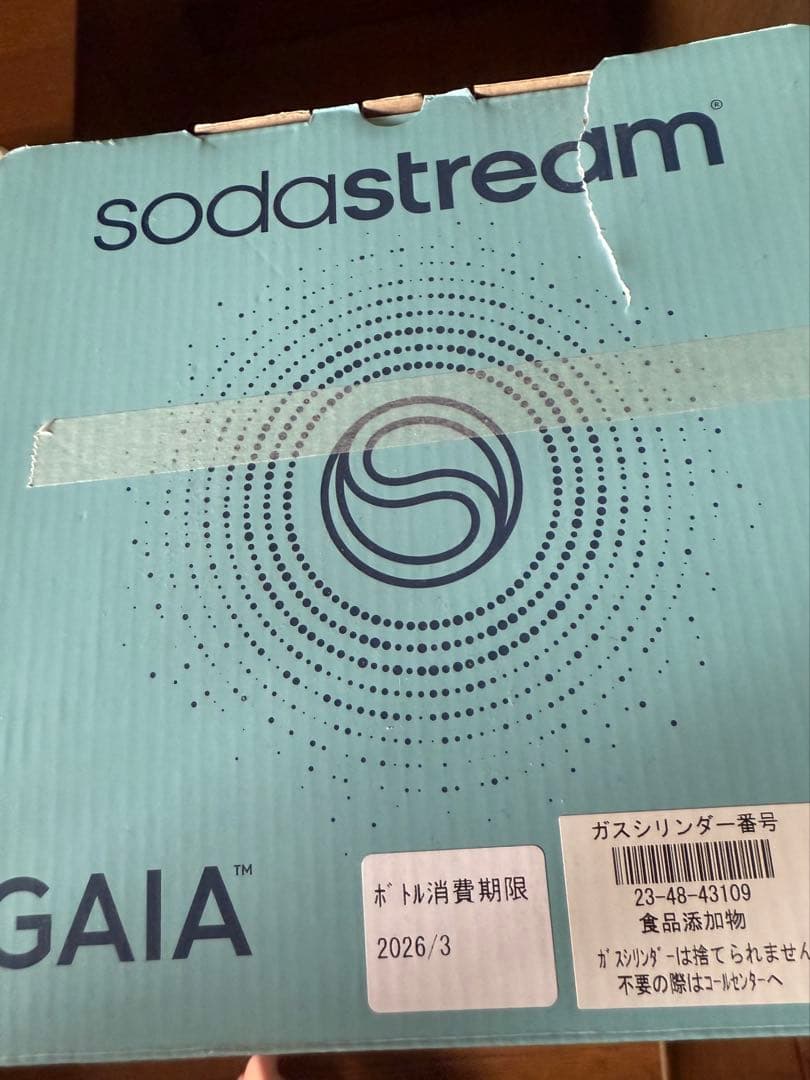 sodastream®
GAIA™
ﾎﾞﾄﾙ消費期限
2026/3
ガスシリンダー番号
23-48-43109
食品添加物
ｶﾞｽｼﾘﾝﾀﾞｰは捨てられません
不要の際はｺｰﾙｾﾝﾀｰへ